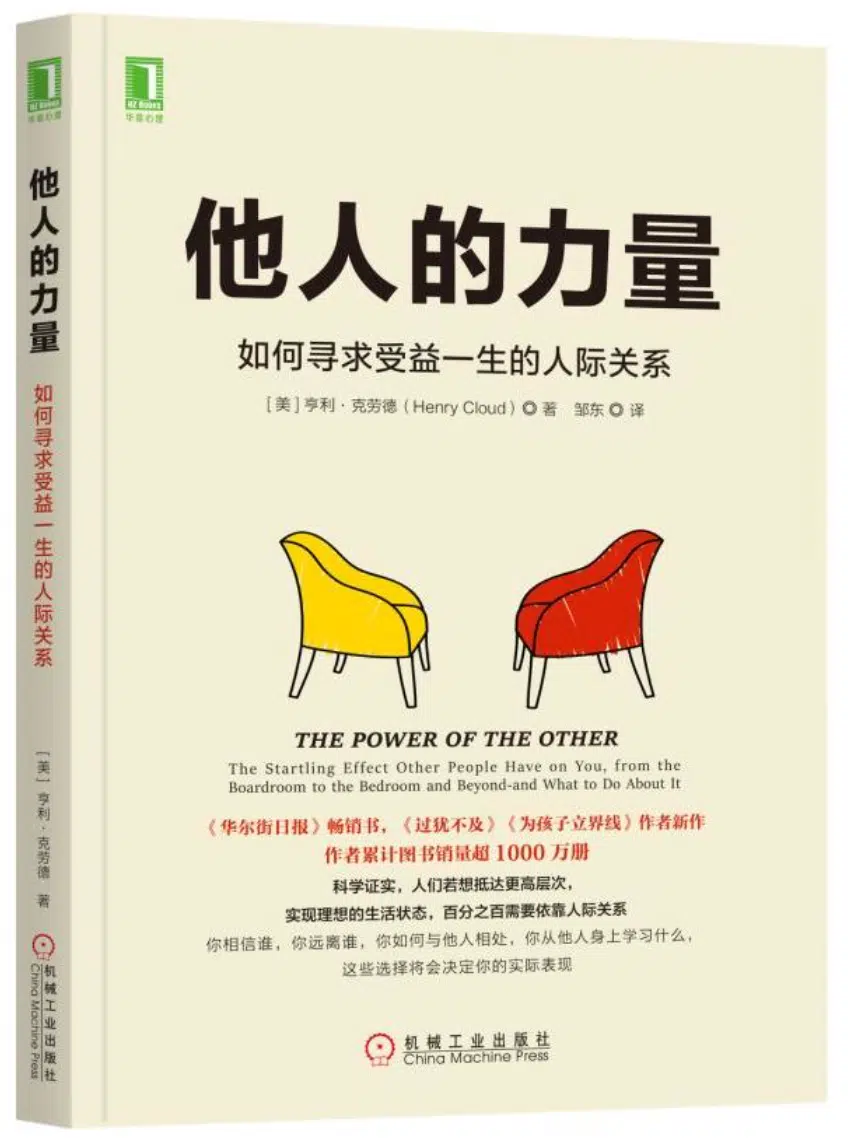 HZ BOOKS
华章心理
他人的力量
如何寻求受益一生的人际关系
[美] 亨利·克劳德 著
机械工业出版社
China Machine Press
HZ BOOKS
华章心理
他人的力量
如何寻求受益一生的人际关系
[美] 亨利·克劳德(Henry Cloud)◎著 邹东◎译
THE POWER OF THE OTHER
The Startling Effect Other People Have on You, from the
Boardroom to the Bedroom and Beyond-and What to Do About It
《华尔街日报》畅销书,《过犹不及》《为孩子立界线》作者新作
作者累计图书销量超 1000 万册
科学证实,人们若想抵达更高层次,
实现理想的生活状态,百分之百需要依靠人际关系
你相信谁,你远离谁,你如何与他人相处,你从他人身上学习什么,
这些选择将会决定你的实际表现
机械工业出版社
China Machine Press